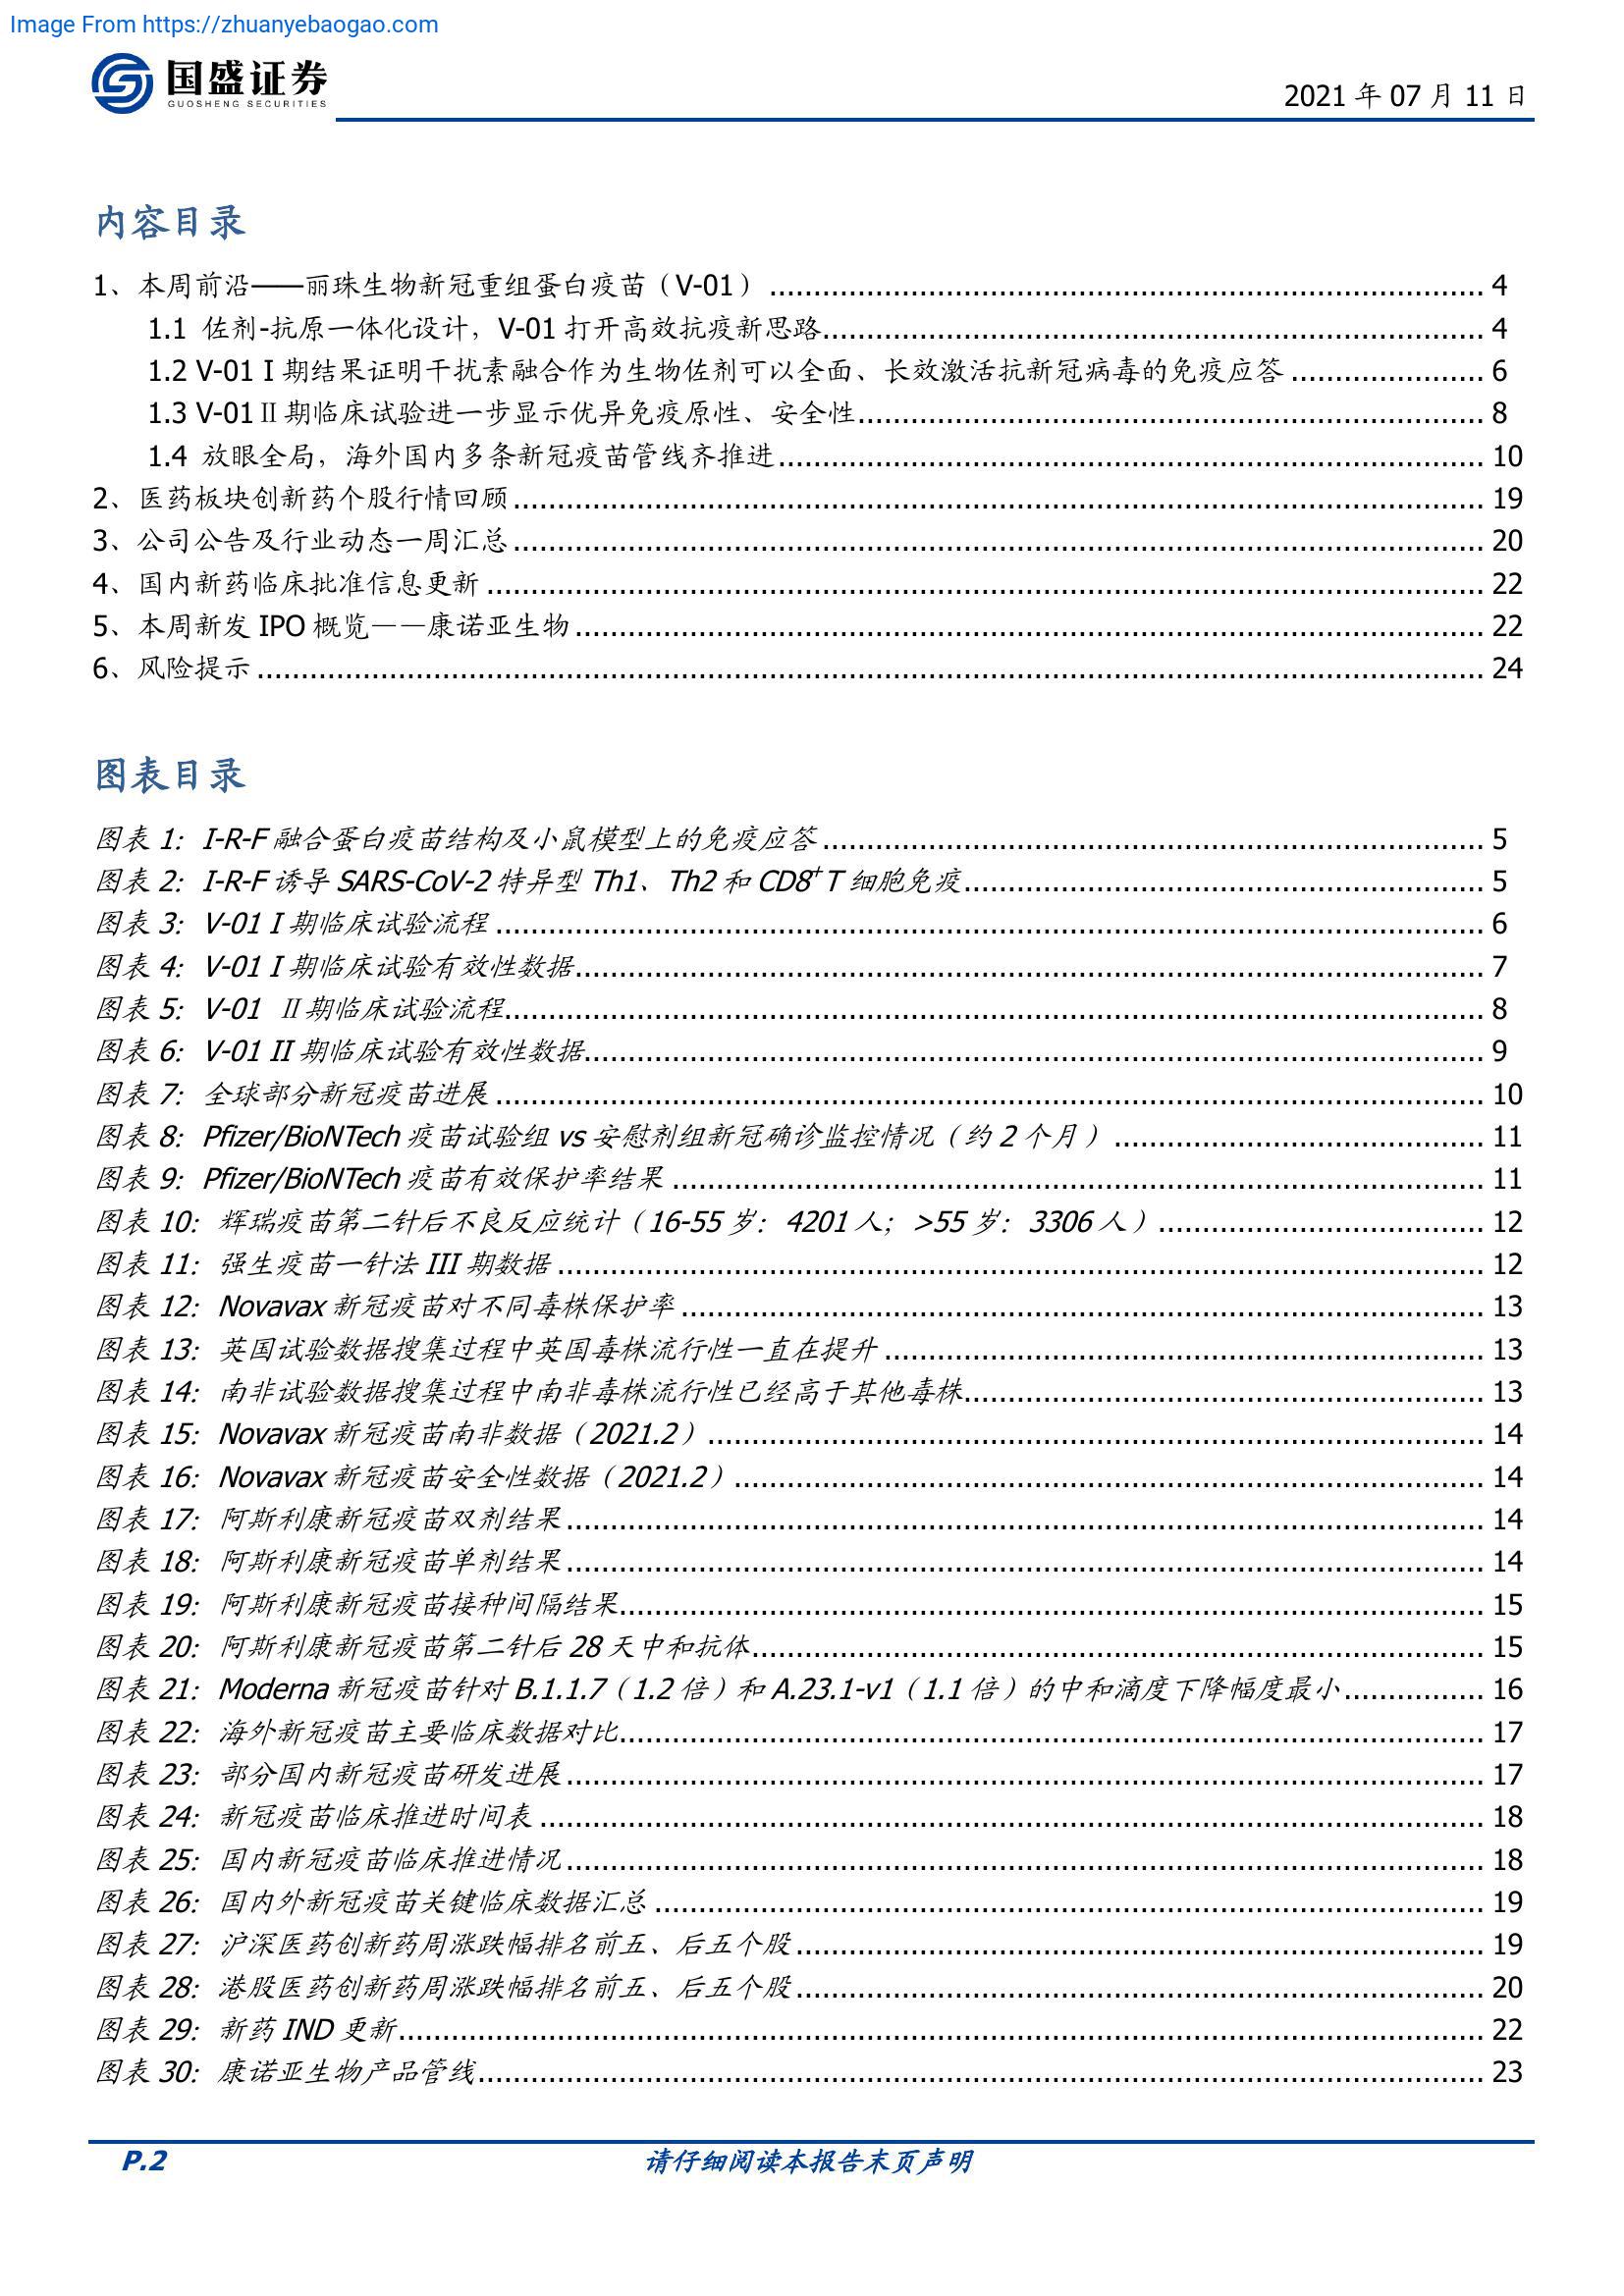 Image From https://zhuanyebaogao.com
国盛证券
GUOSHENG SECURITIES
2021 年 07 月 11 日
内容目录
1、本周前沿——丽珠生物新冠重组蛋白疫苗（V-01） 4
1.1 佐剂-抗原一体化设计，V-01 打开高效抗疫新思路 4
1.2 V-01 I 期结果证明干扰素融合作为生物佐剂可以全面、长效激活抗新冠病毒的免疫应答 6
1.3 V-01Ⅱ期临床试验进一步显示优异免疫原性、安全性 8
1.4 放眼全局，海外国内多条新冠疫苗管线齐推进 10
2、医药板块创新药个股行情回顾 19
3、公司公告及行业动态一周汇总 20
4、国内新药临床批准信息更新 22
5、本周新发 IPO 概览——康诺亚生物 22
6、风险提示 24
图表目录
图表 1：I-R-F 融合蛋白疫苗结构及小鼠模型上的免疫应答 5
图表 2：I-R-F 诱导 SARS-CoV-2 特异型 Th1、Th2 和 CD8+T 细胞免疫 5
图表 3：V-01 I 期临床试验流程 6
图表 4：V-01 I 期临床试验有效性数据 7
图表 5：V-01 Ⅱ期临床试验流程 8
图表 6：V-01 II 期临床试验有效性数据 9
图表 7：全球部分新冠疫苗进展 10
图表 8：Pfizer/BioNTech 疫苗试验组 vs 安慰剂组新冠确诊监控情况（约 2 个月） 11
图表 9：Pfizer/BioNTech 疫苗有效保护率结果 11
图表 10：辉瑞疫苗第二针后不良反应统计（16-55 岁：4201 人；>55 岁：3306 人） 12
图表 11：强生疫苗一针法 III 期数据 12
图表 12：Novavax 新冠疫苗对不同毒株保护率 13
图表 13：英国试验数据搜集过程中英国毒株流行性一直在提升 13
图表 14：南非试验数据搜集过程中南非毒株流行性已经高于其他毒株 13
图表 15：Novavax 新冠疫苗南非数据（2021.2） 14
图表 16：Novavax 新冠疫苗安全性数据（2021.2） 14
图表 17：阿斯利康新冠疫苗双剂结果 14
图表 18：阿斯利康新冠疫苗单剂结果 14
图表 19：阿斯利康新冠疫苗接种间隔结果 15
图表 20：阿斯利康新冠疫苗第二针后 28 天中和抗体 15
图表 21：Moderna 新冠疫苗针对 B.1.1.7（1.2 倍）和 A.23.1-v1（1.1 倍）的中和滴度下降幅度最小 16
图表 22：海外新冠疫苗主要临床数据对比 17
图表 23：部分国内新冠疫苗研发进展 17
图表 24：新冠疫苗临床推进时间表 18
图表 25：国内新冠疫苗临床推进情况 18
图表 26：国内外新冠疫苗关键临床数据汇总 19
图表 27：沪深医药创新药周涨跌幅排名前五、后五个股 19
图表 28：港股医药创新药周涨跌幅排名前五、后五个股 20
图表 29：新药 IND 更新 22
图表 30：康诺亚生物产品管线 23
P.2
请仔细阅读本报告末页声明